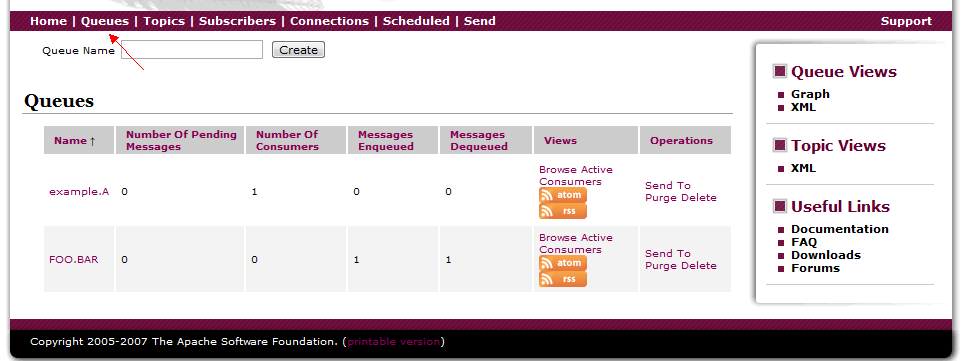 Home | Queues | Topics | Subscribers | Connections | Scheduled | Send
Support
Queue Name
Create
Queues
Name ↑
Number Of Pending
Messages
Number Of
Consumers
Messages
Enqueued
Messages
Dequeued
Views
Operations
example.A
0
1
0
0
Browse Active
Consumers
atom
rss
Send To
Purge Delete
FOO.BAR
0
0
1
1
Browse Active
Consumers
atom
rss
Send To
Purge Delete
Queue Views
Graph
XML
Topic Views
XML
Useful Links
Documentation
FAQ
Downloads
Forums
Copyright 2005-2007 The Apache Software Foundation. (printable version)